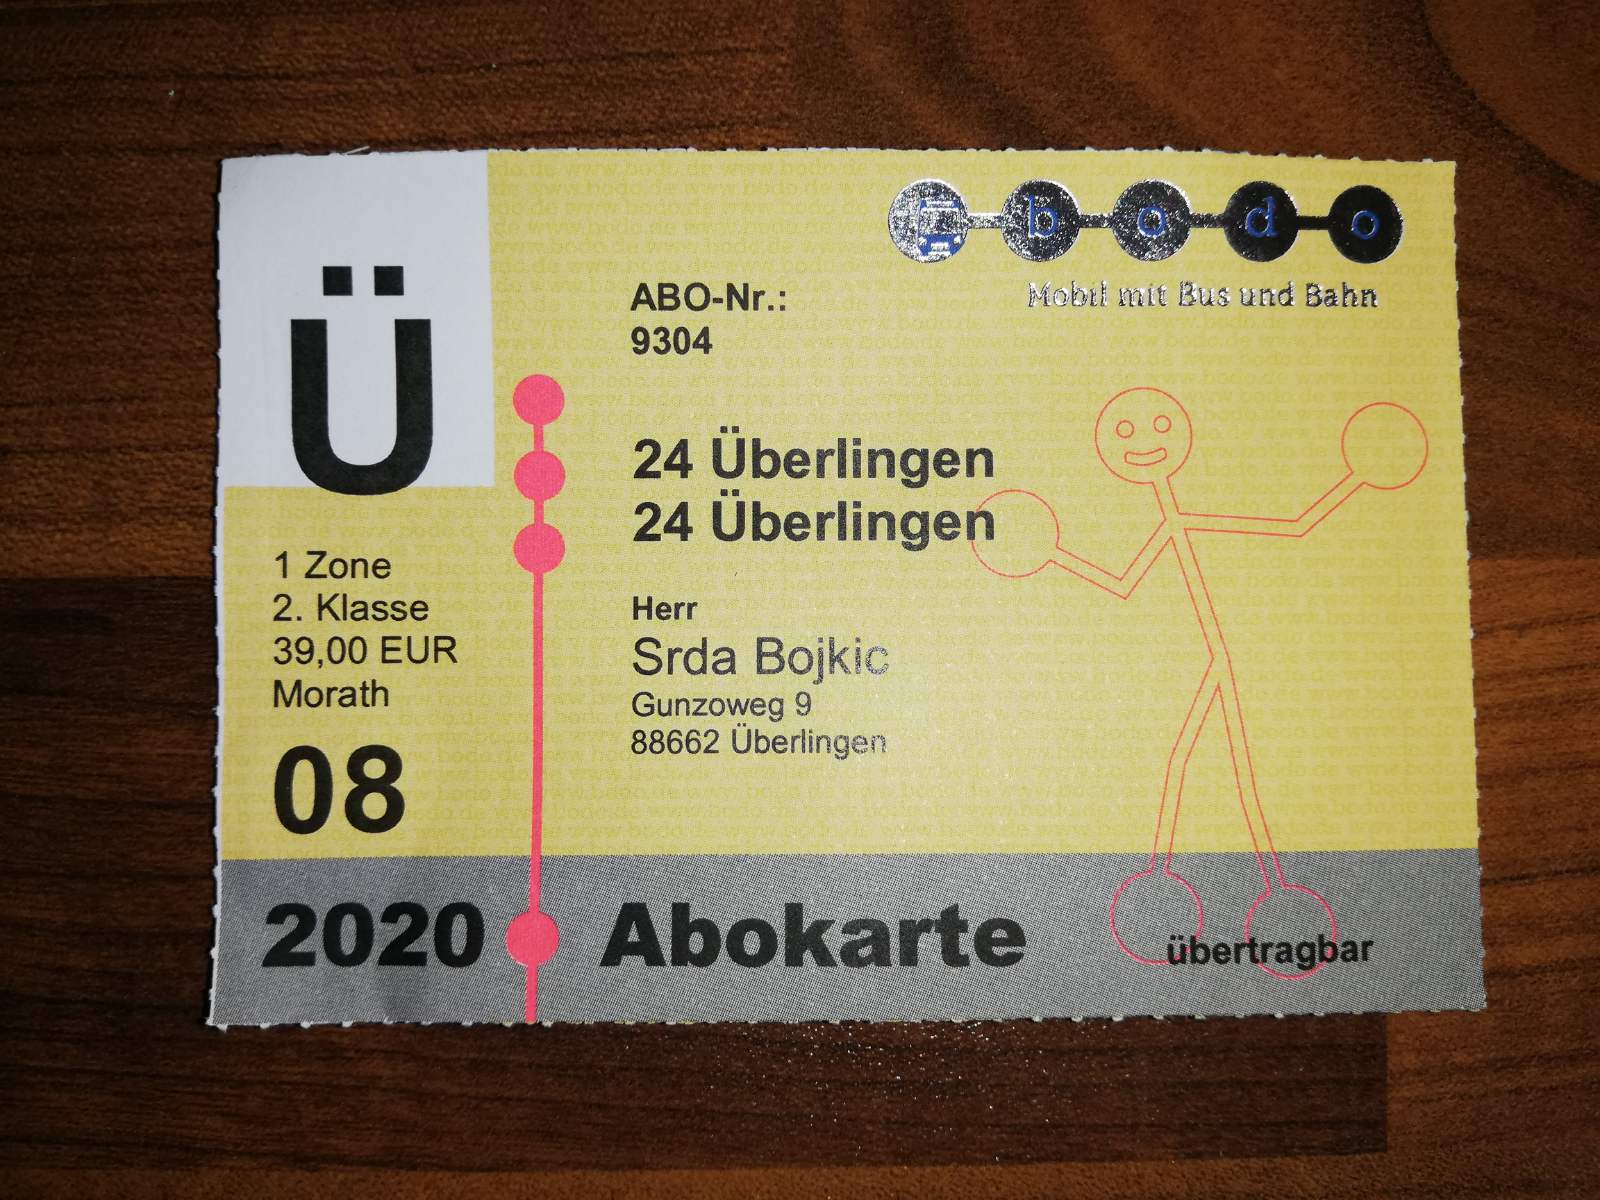 bodo
Mobil mit Bus und Bahn
Ü
ABO-Nr.:
9304
24 Überlingen
24 Überlingen
1 Zone
2. Klasse
39,00 EUR
Morath
08
Herr
Srda Bojkic
Gunzoweg 9
88662 Überlingen
2020
Abokarte
übertragbar